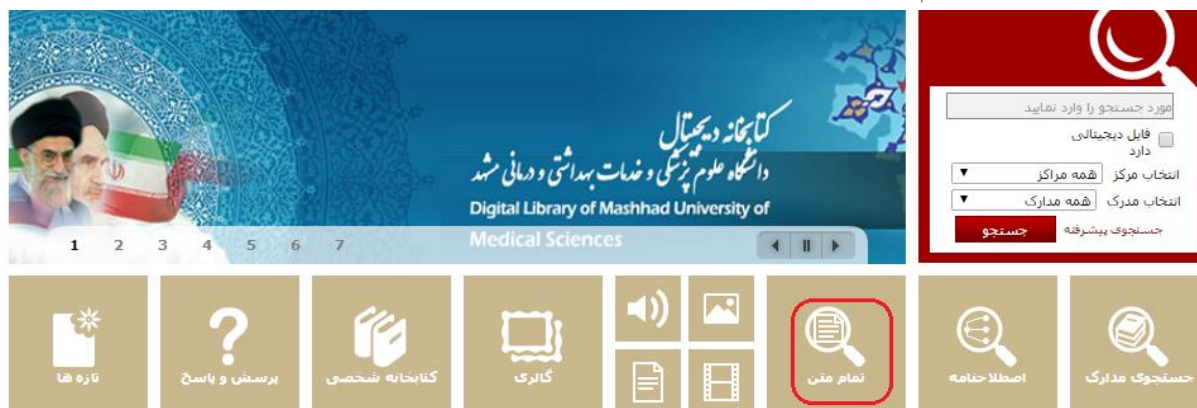 کتابخانه دیجیتال
دانشگاه علوم پزشکی و خدمات بهداشتی و درمانی مشهد
Digital Library of Mashhad University of
Medical Sciences
1 2 3 4 5 6 7
مورد جستجو را وارد نمایید
فایل دیجیتالی
دارد
انتخاب مرکز همه مراکز
انتخاب مدرک همه مدارک
جستجوی پیشرفته جستجو
جستجوی مدارک
اصطلاحنامه
تمام متن
گالری
کتابخانه شخصی
پرسش و پاسخ
تازه ها